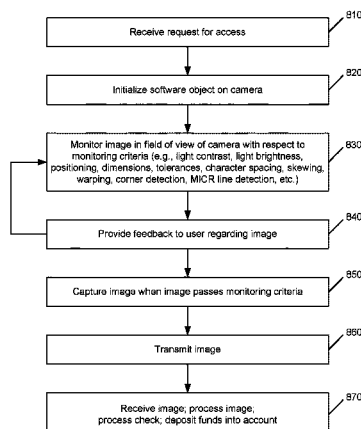 810
Receive request for access
820
Initialize software object on camera
830
Monitor image in field of view of camera with respect to
monitoring criteria (e.g., light contrast, light brightness,
positioning, dimensions, tolerances, character spacing, skewing,
warping, corner detection, MICR line detection, etc.)
840
Provide feedback to user regarding image
850
Capture image when image passes monitoring criteria
860
Transmit image
870
Receive image; process image;
process check; deposit funds into account